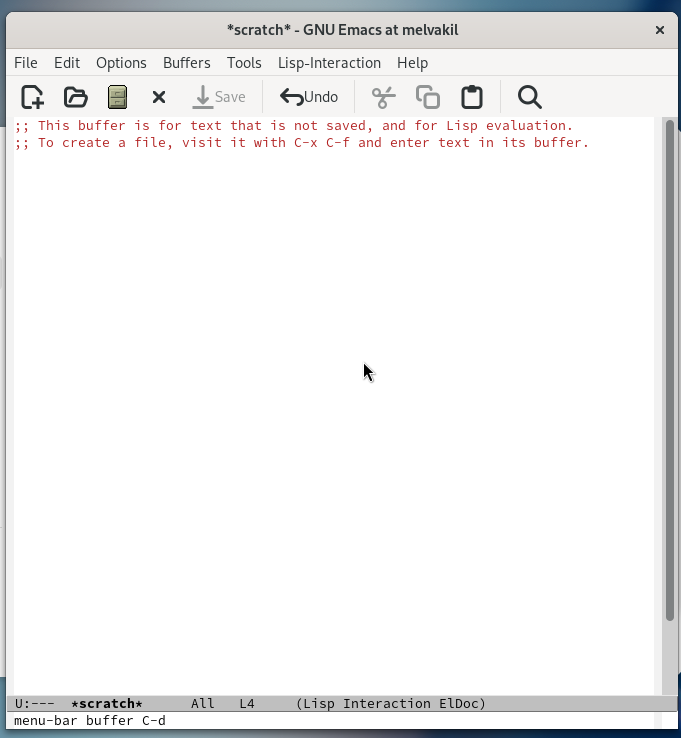 *scratch* - GNU Emacs at melvakil
File Edit Options Buffers Tools Lisp-Interaction Help
Save Undo
;; This buffer is for text that is not saved, and for Lisp evaluation.
;; To create a file, visit it with C-x C-f and enter text in its buffer.
U:--- *scratch* All L4 (Lisp Interaction ElDoc)
menu-bar buffer C-d